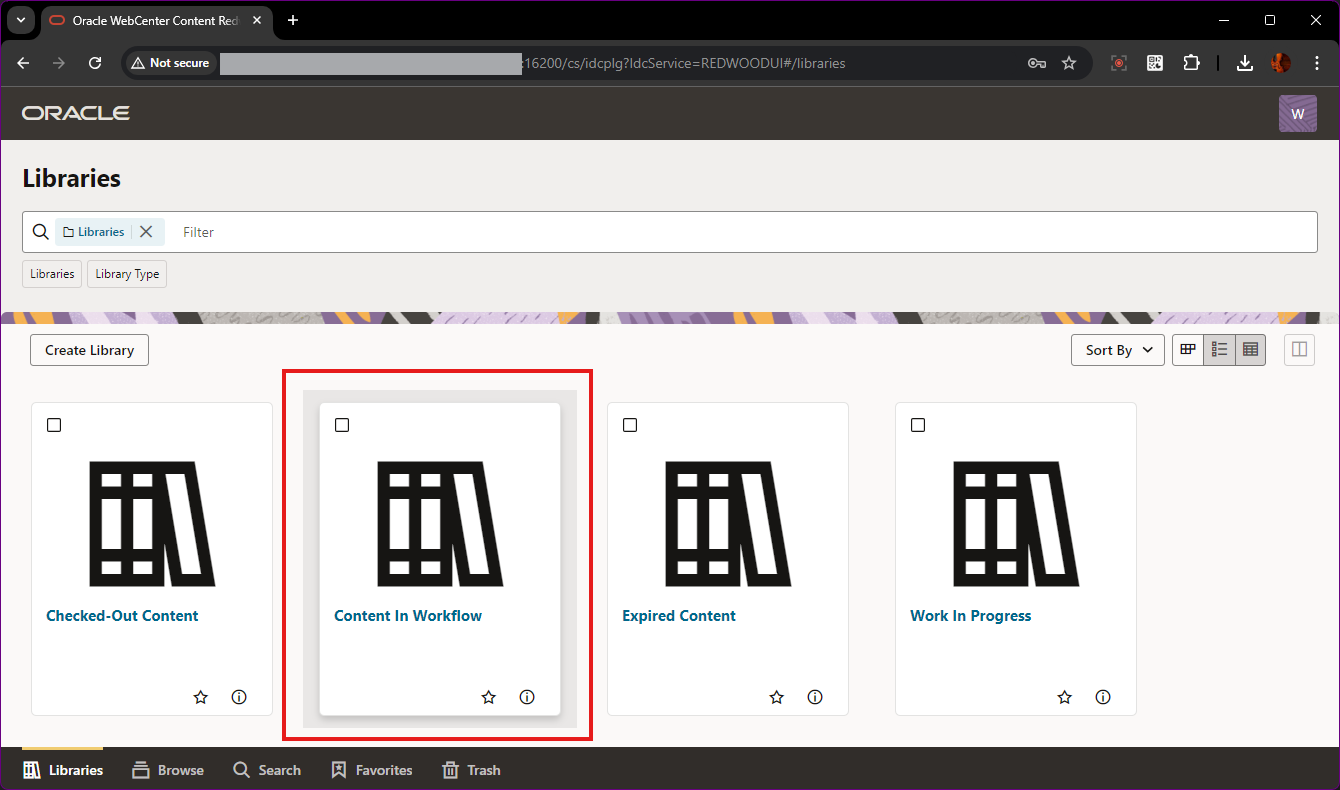 Oracle WebCenter Content Red
Not secure
:16200/cs/idcplg?IdcService=REDWOODUI#/libraries
ORACLE
W
Libraries
Libraries
Filter
Libraries
Library Type
Create Library
Sort By
Checked-Out Content
Content In Workflow
Expired Content
Work In Progress
Libraries
Browse
Search
Favorites
Trash